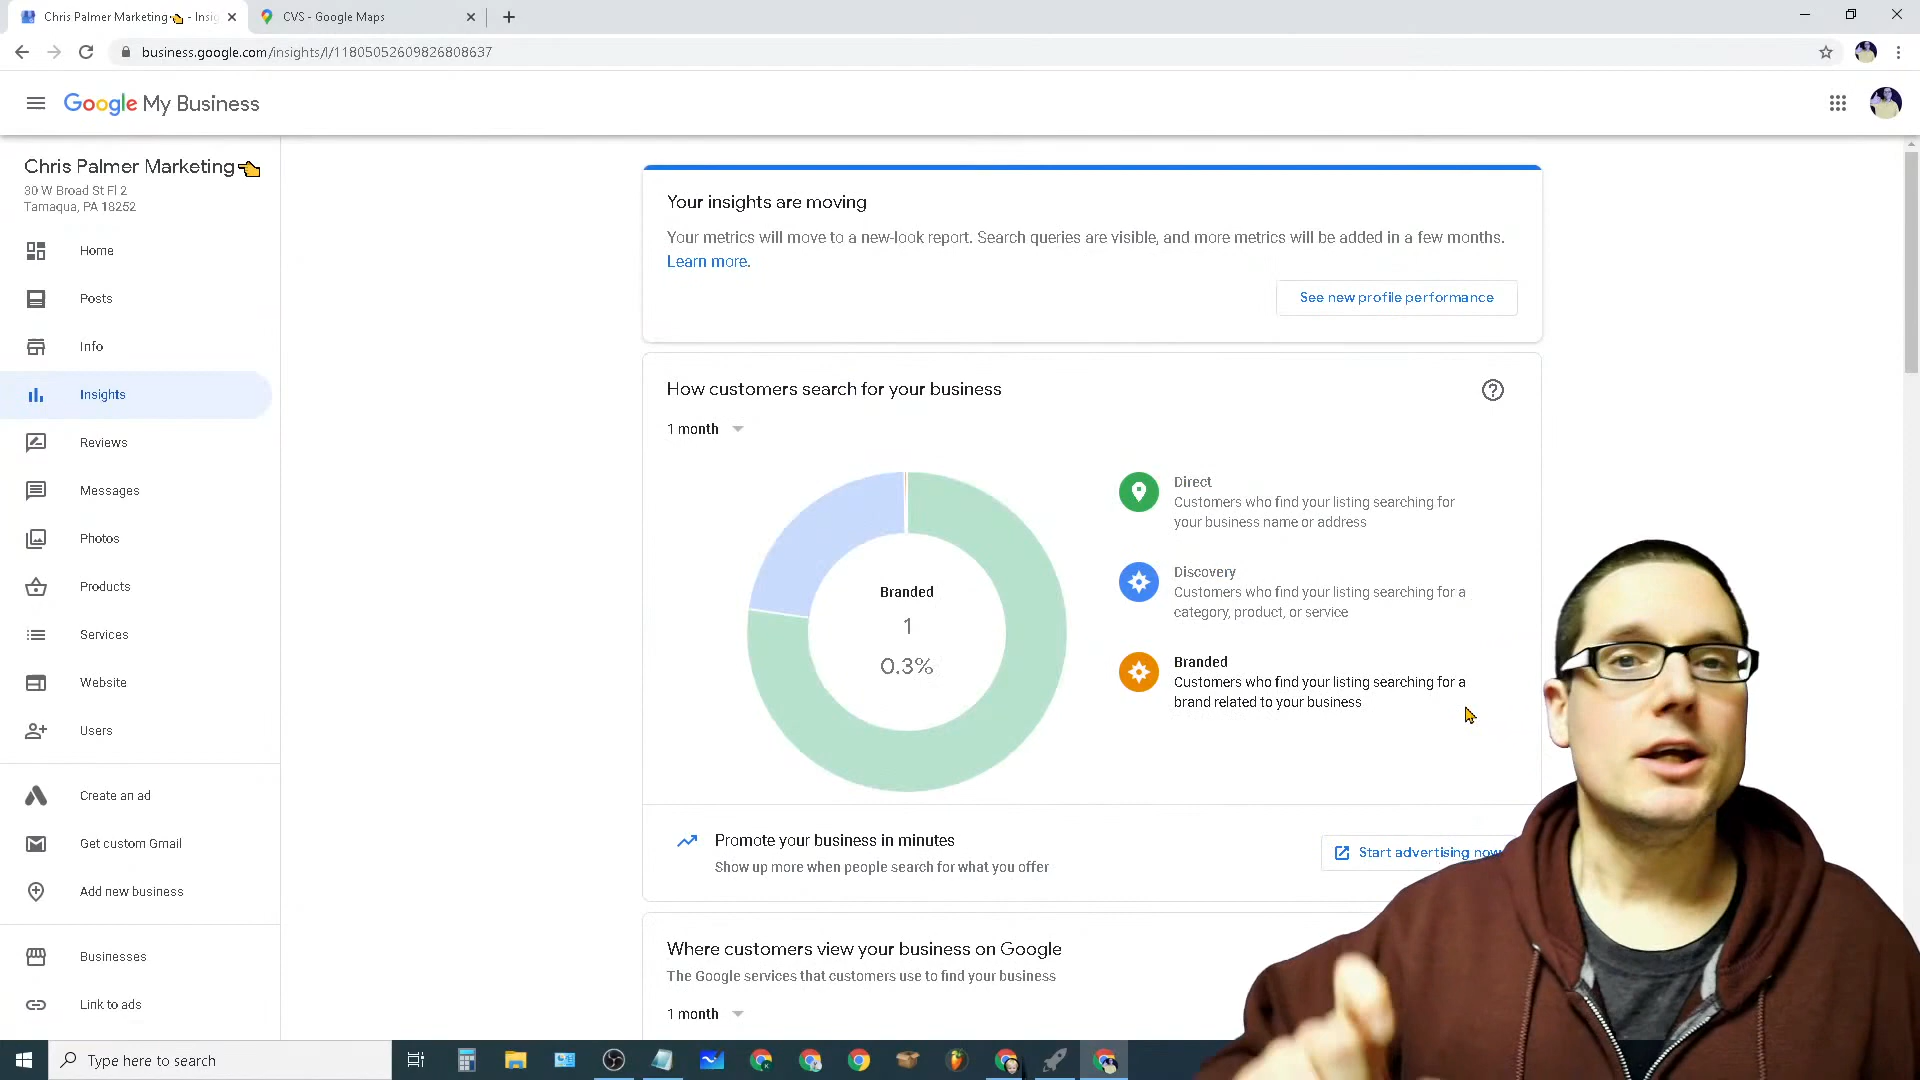 Chris Palmer Marketing - Insig
CVS - Google Maps
business.google.com/insights/l/11805052609826808637
Google My Business
Chris Palmer Marketing
30 W Broad St Fl 2
Tamaqua, PA 18252
Home
Posts
Info
Insights
Reviews
Messages
Photos
Products
Services
Website
Users
Create an ad
Get custom Gmail
Add new business
Businesses
Link to ads
Your insights are moving
Your metrics will move to a new-look report. Search queries are visible, and more metrics will be added in a few months.
Learn more.
See new profile performance
How customers search for your business
1 month
Branded
1
0.3%
Direct
Customers who find your listing searching for
your business name or address
Discovery
Customers who find your listing searching for a
category, product, or service
Branded
Customers who find your listing searching for a
brand related to your business
Promote your business in minutes
Show up more when people search for what you offer
Start advertising now
Where customers view your business on Google
The Google services that customers use to find your business
1 month
Type here to search